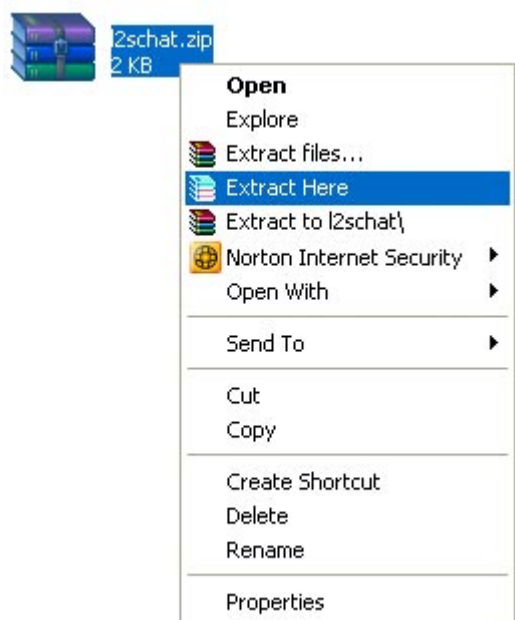 l2schat.zip
2 KB
Open
Explore
Extract files...
Extract Here
Extract to l2schat\
Norton Internet Security
Open With
Send To
Cut
Copy
Create Shortcut
Delete
Rename
Properties